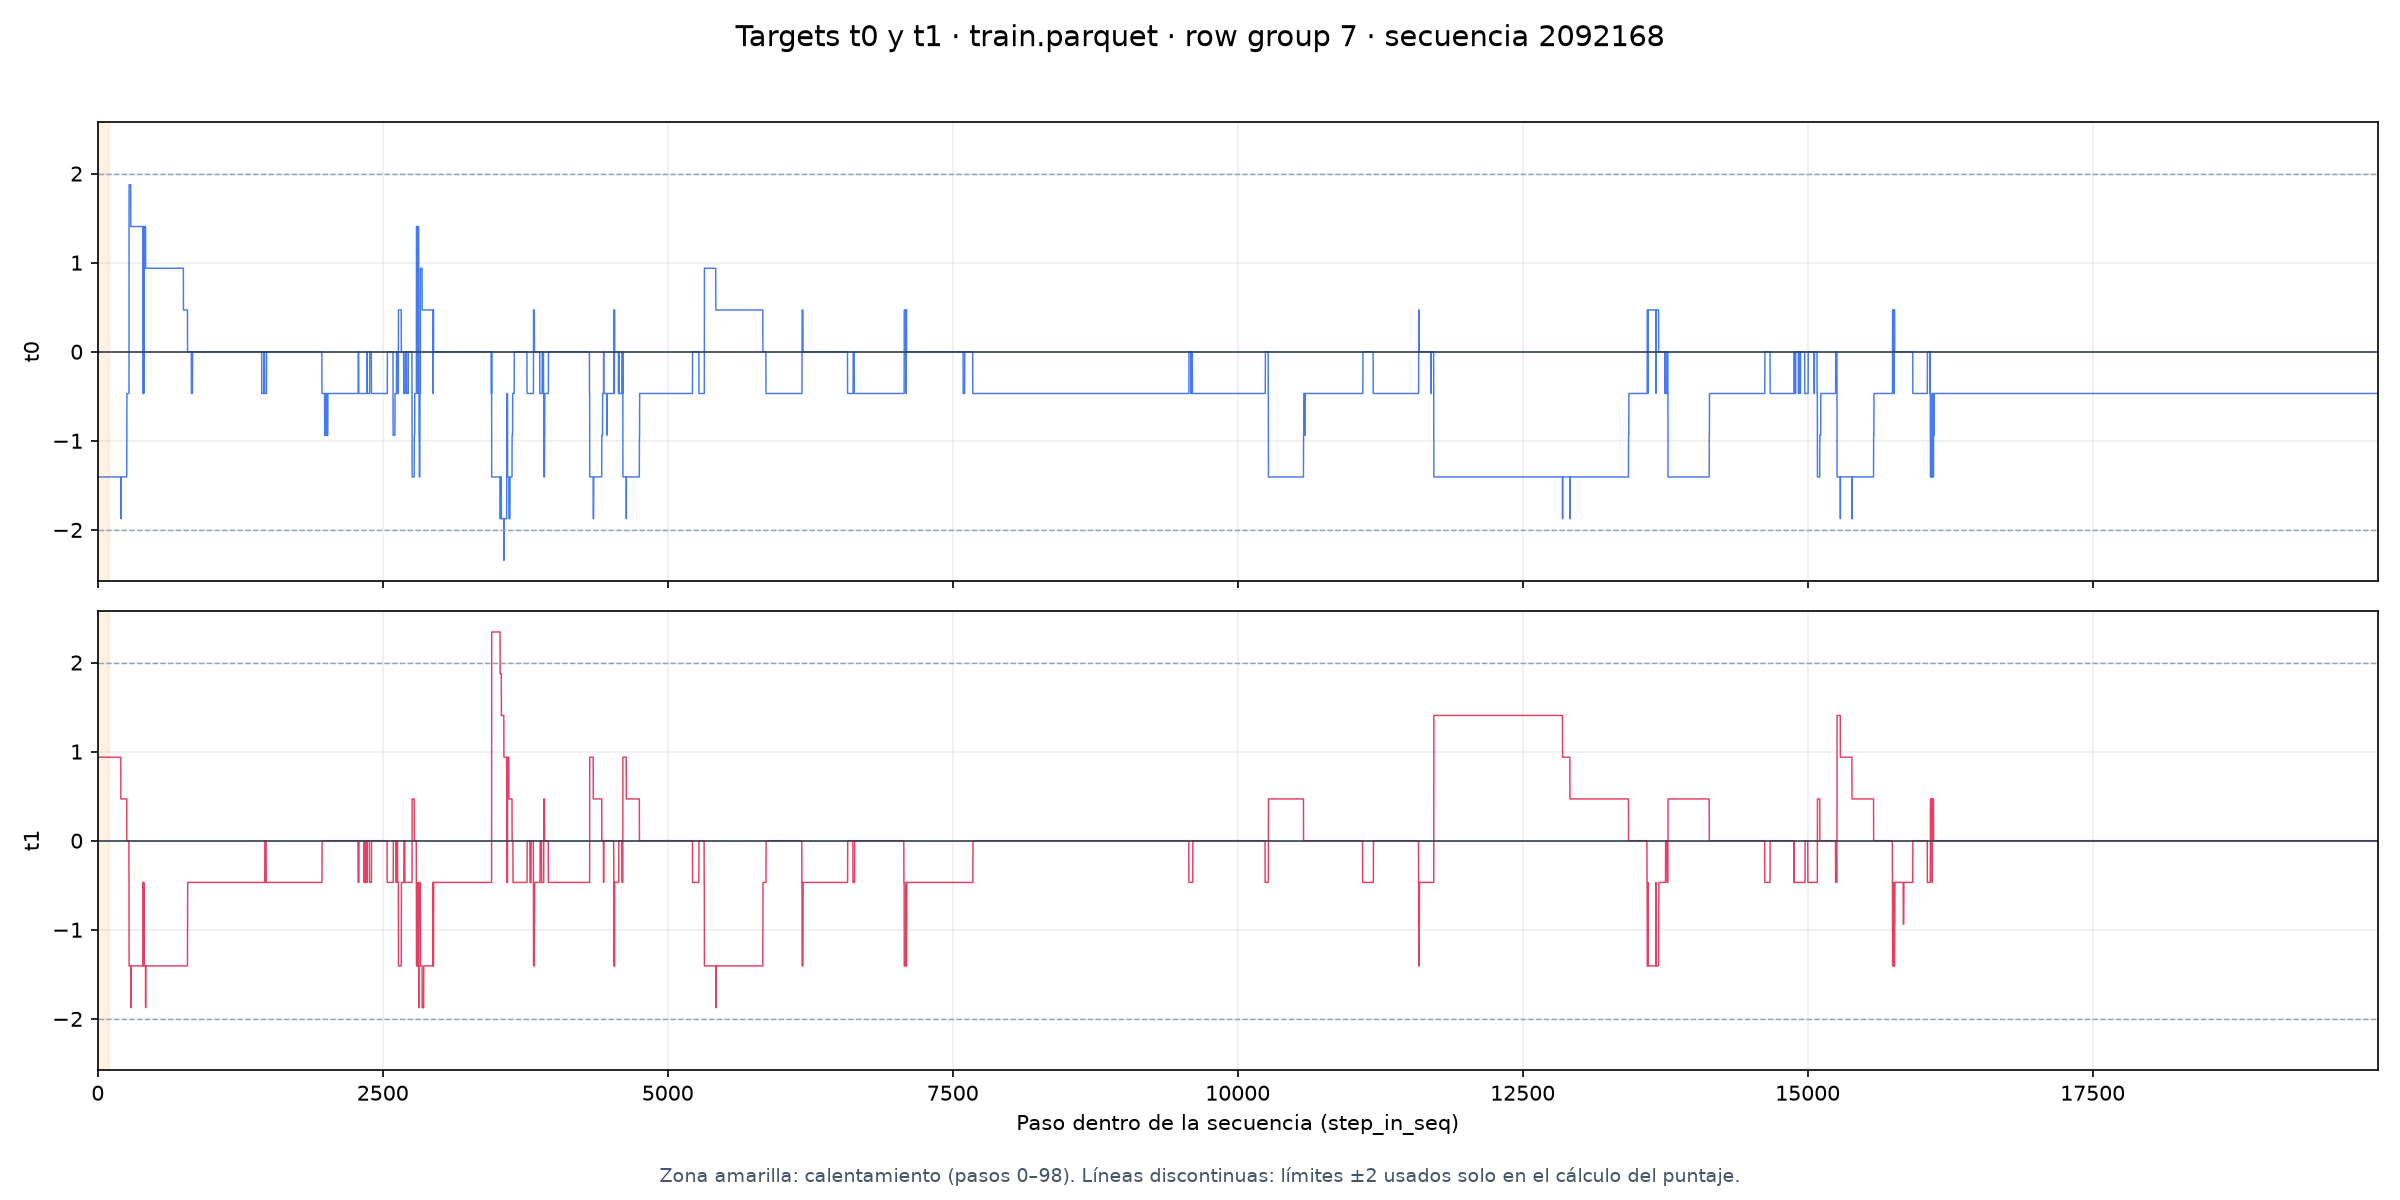 Targets t0 y t1 · train.parquet · row group 7 · secuencia 2092168
2
1
0
−1
−2
t0
2
1
0
−1
−2
t1
0 2500 5000 7500 10000 12500 15000 17500
Paso dentro de la secuencia (step_in_seq)
Zona amarilla: calentamiento (pasos 0–98). Líneas discontinuas: límites ±2 usados solo en el cálculo del puntaje.